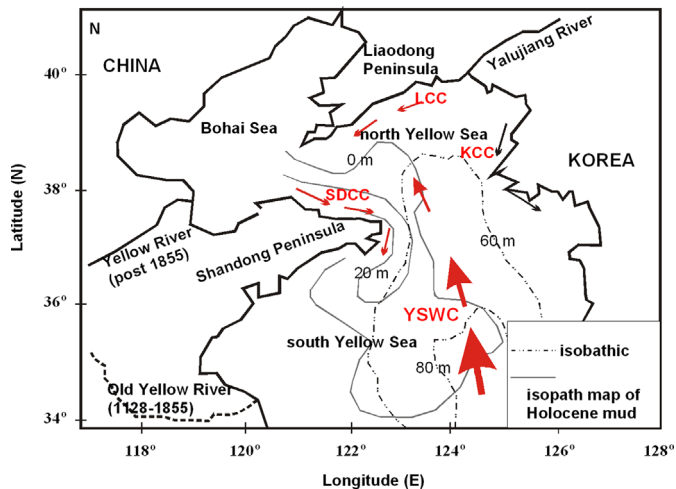 N
CHINA
Liaodong
Peninsula
Yalujiang River
40°
LCC
Bohai Sea
north Yellow Sea
0 m
KCC
KOREA
38°
SDCC
Latitude (N)
Yellow River
(post 1855)
Shandong Peninsula
60 m
20 m
36°
YSWC
south Yellow Sea
isobathic
80 m
isopath map of
Holocene mud
Old Yellow River
(1128-1855)
34°
118° 120° 122° 124° 126° 128°
Longitude (E)